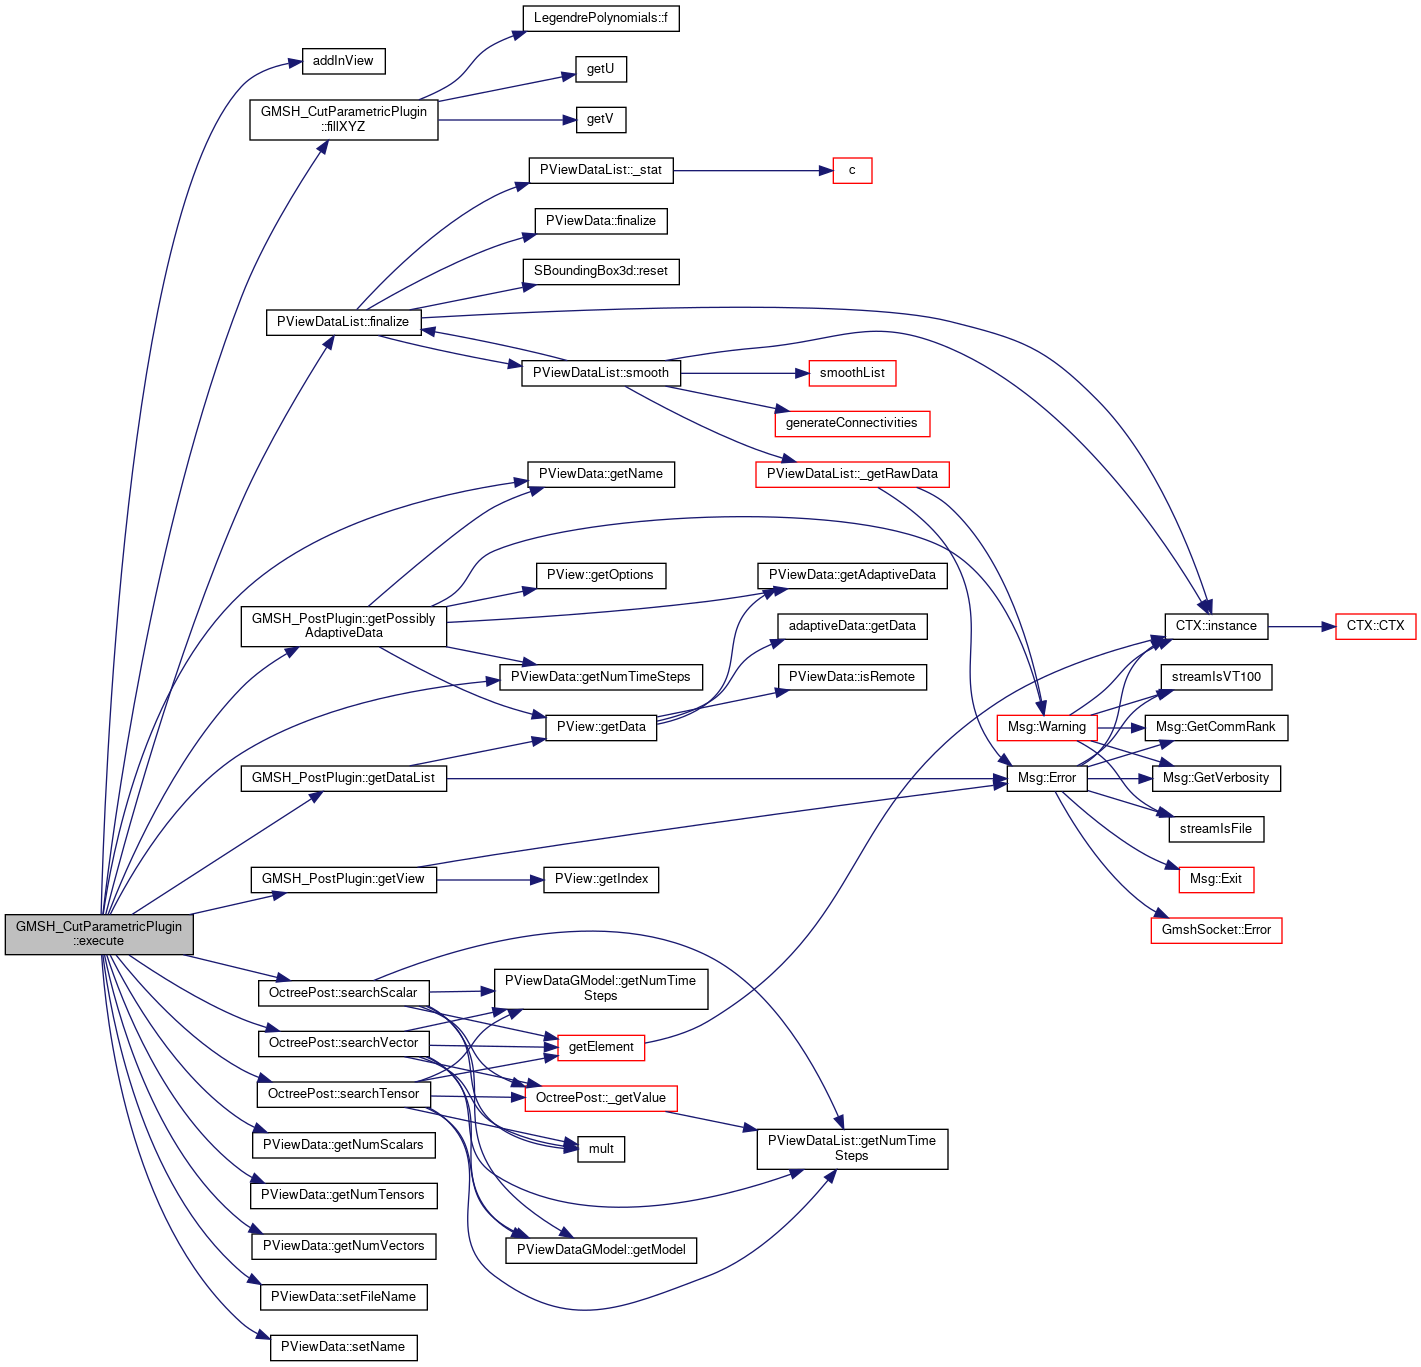 LegendrePolynomials::f
addInView
getU
GMSH_CutParametricPlugin
::fillXYZ
getV
PViewDataList::_stat
c
PViewData::finalize
SBoundingBox3d::reset
PViewDataList::finalize
PViewDataList::smooth
smoothList
generateConnectivities
PViewData::getName
PViewDataList::_getRawData
PView::getOptions
PViewData::getAdaptiveData
GMSH_PostPlugin::getPossibly
AdaptiveData
adaptiveData::getData
CTX::instance
CTX::CTX
PViewData::getNumTimeSteps
PViewData::isRemote
streamIsVT100
PView::getData
Msg::Warning
Msg::GetCommRank
GMSH_PostPlugin::getDataList
Msg::Error
Msg::GetVerbosity
streamIsFile
GMSH_PostPlugin::getView
PView::getIndex
Msg::Exit
GMSH_CutParametricPlugin
::execute
GmshSocket::Error
OctreePost::searchScalar
PViewDataGModel::getNumTime
Steps
OctreePost::searchVector
getElement
OctreePost::searchTensor
OctreePost::_getValue
PViewData::getNumScalars
mult
PViewDataList::getNumTime
Steps
PViewData::getNumTensors
PViewData::getNumVectors
PViewDataGModel::getModel
PViewData::setFileName
PViewData::setName